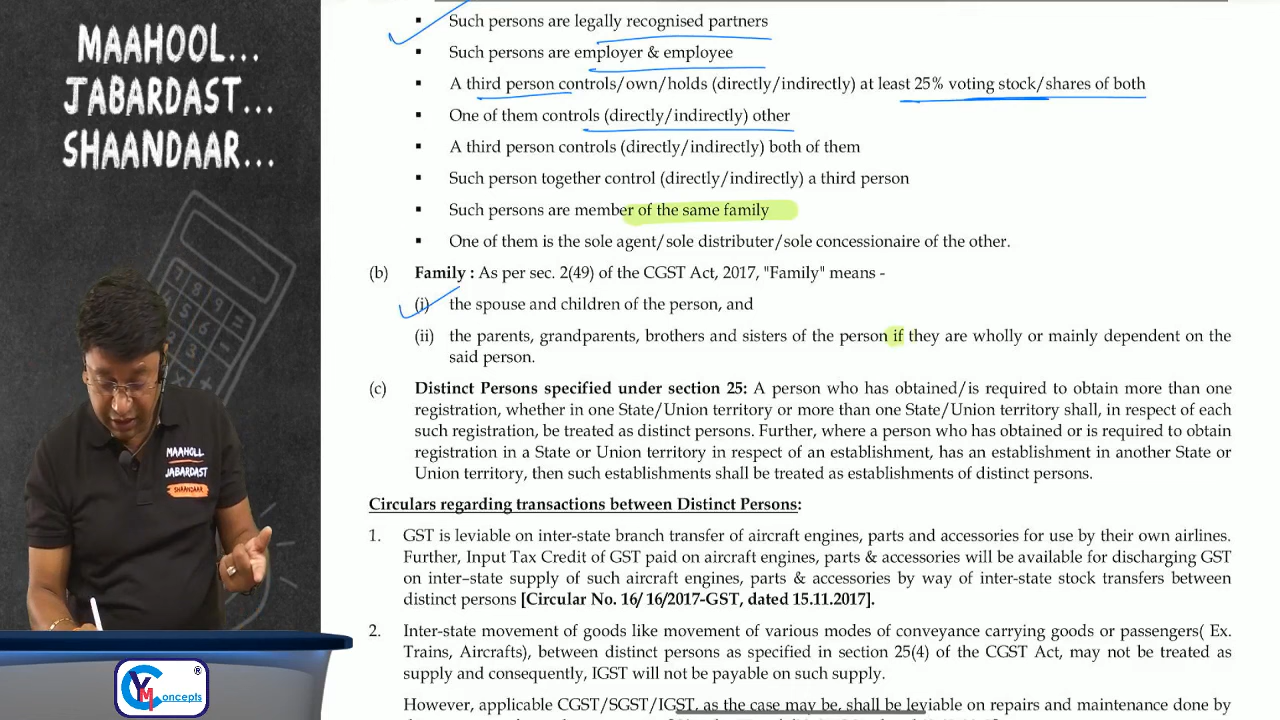 MAAHOOL...
JABARDAST...
SHAANDAAR...
▪ Such persons are legally recognised partners
▪ Such persons are employer & employee
▪ A third person controls/own/holds (directly/indirectly) at least 25% voting stock/shares of both
▪ One of them controls (directly/indirectly) other
▪ A third person controls (directly/indirectly) both of them
▪ Such person together control (directly/indirectly) a third person
▪ Such persons are member of the same family
▪ One of them is the sole agent/sole distributer/sole concessionaire of the other.
(b) Family : As per sec. 2(49) of the CGST Act, 2017, "Family" means -
(i) the spouse and children of the person, and
(ii) the parents, grandparents, brothers and sisters of the person if they are wholly or mainly dependent on the
said person.
(c) Distinct Persons specified under section 25: A person who has obtained/is required to obtain more than one
registration, whether in one State/Union territory or more than one State/Union territory shall, in respect of each
such registration, be treated as distinct persons. Further, where a person who has obtained or is required to obtain
registration in a State or Union territory in respect of an establishment, has an establishment in another State or
Union territory, then such establishments shall be treated as establishments of distinct persons.
Circulars regarding transactions between Distinct Persons:
1. GST is leviable on inter-state branch transfer of aircraft engines, parts and accessories for use by their own airlines.
Further, Input Tax Credit of GST paid on aircraft engines, parts & accessories will be available for discharging GST
on inter–state supply of such aircraft engines, parts & accessories by way of inter-state stock transfers between
distinct persons [Circular No. 16/ 16/2017-GST, dated 15.11.2017].
2. Inter-state movement of goods like movement of various modes of conveyance carrying goods or passengers( Ex.
Trains, Aircrafts), between distinct persons as specified in section 25(4) of the CGST Act, may not be treated as
supply and consequently, IGST will not be payable on such supply.
However, applicable CGST/SGST/IGST, as the case may be, shall be leviable on repairs and maintenance done by
MAAHOLL
JABARDAST
SHAANDAR
7 8 9
YM Concepts
®